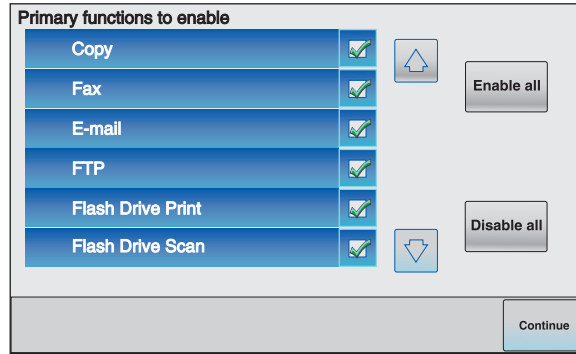 Primary functions to enable
Copy
Fax
E-mail
FTP
Flash Drive Print
Flash Drive Scan
Enable all
Disable all
Continue